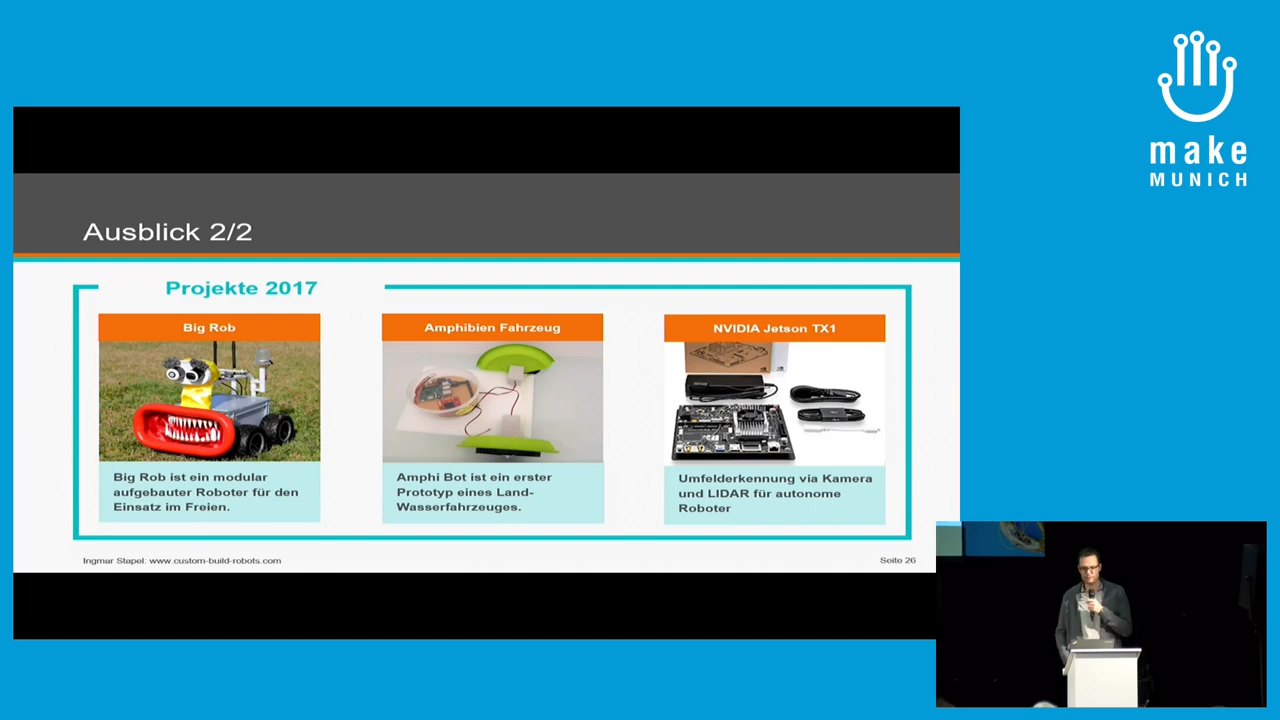 make
MUNICH
Ausblick 2/2
Projekte 2017
Big Rob
Big Rob ist ein modular
aufgebauter Roboter für den
Einsatz im Freien.
Amphibien Fahrzeug
Amphi Bot ist ein erster
Prototyp eines Land-
Wasserfahrzeuges.
NVIDIA Jetson TX1
Umfelderkennung via Kamera
und LIDAR für autonome
Roboter
Ingmar Stapel: www.custom-build-robots.com
Seite 26